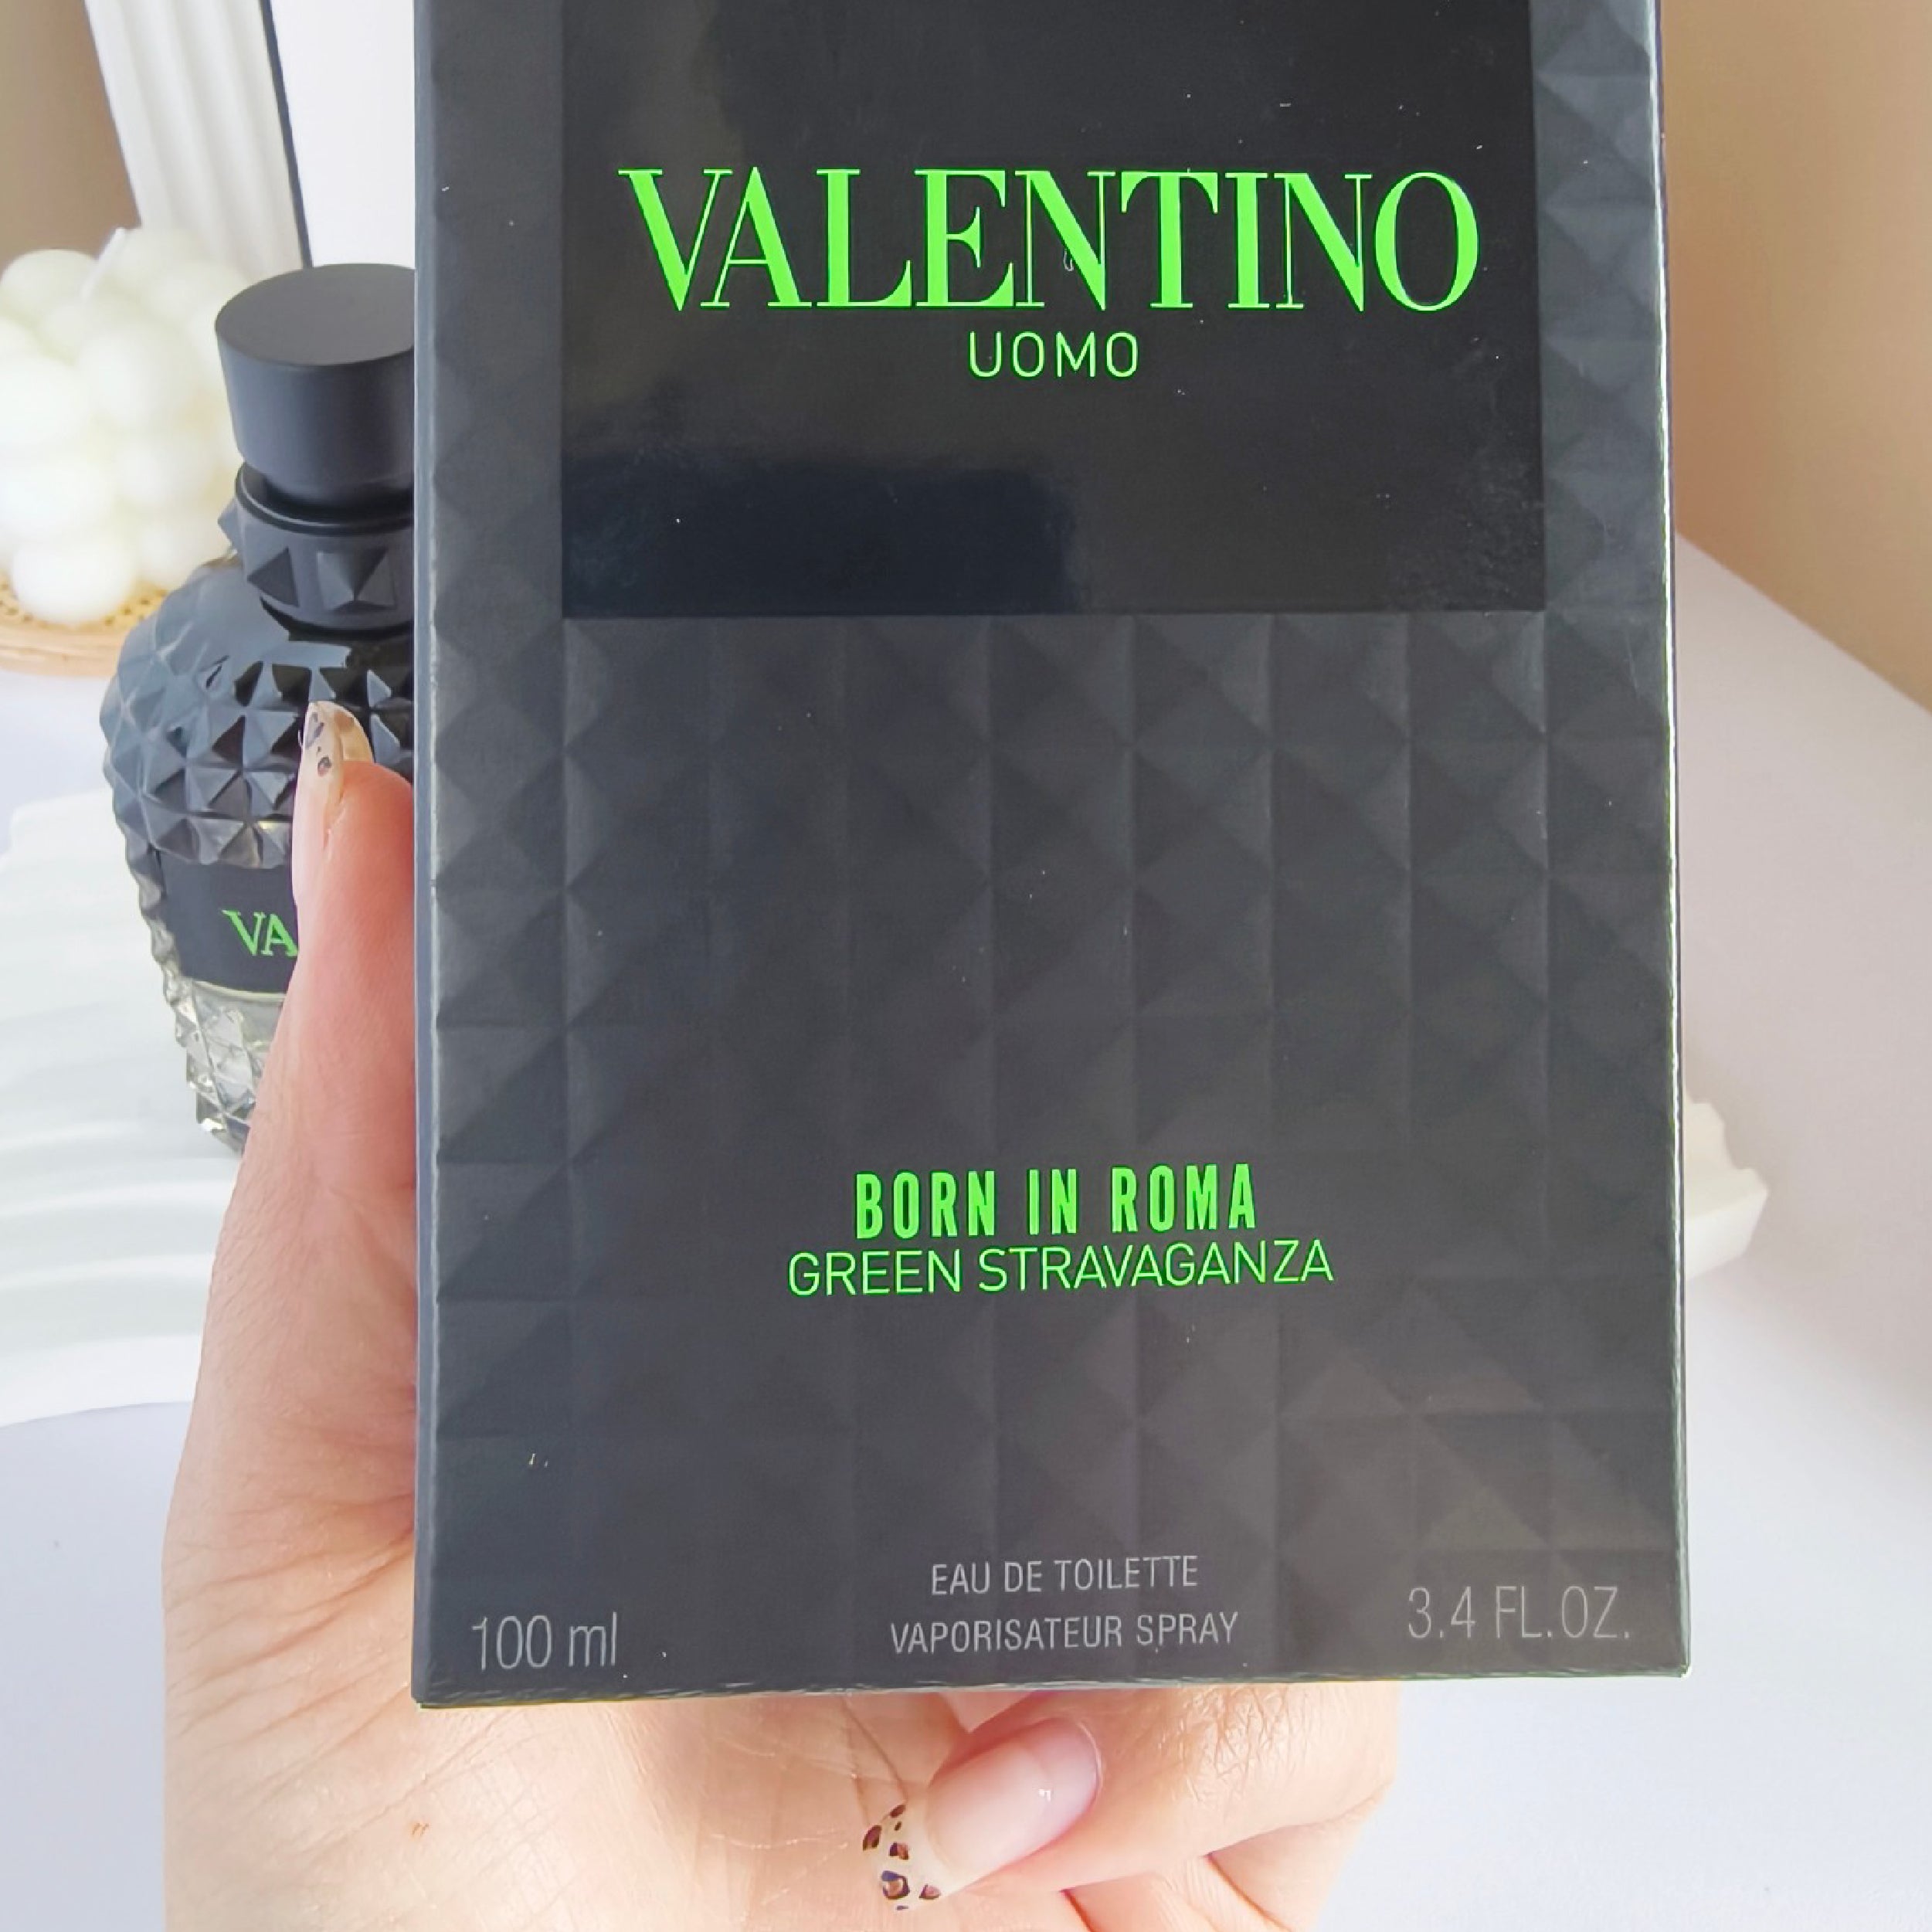 VALENTINO
UOMO
VA
BORN IN ROMA
GREEN STRAVAGANZA
EAU DE TOILETTE
VAPORISATEUR SPRAY
100 ml
3.4 FL.OZ.